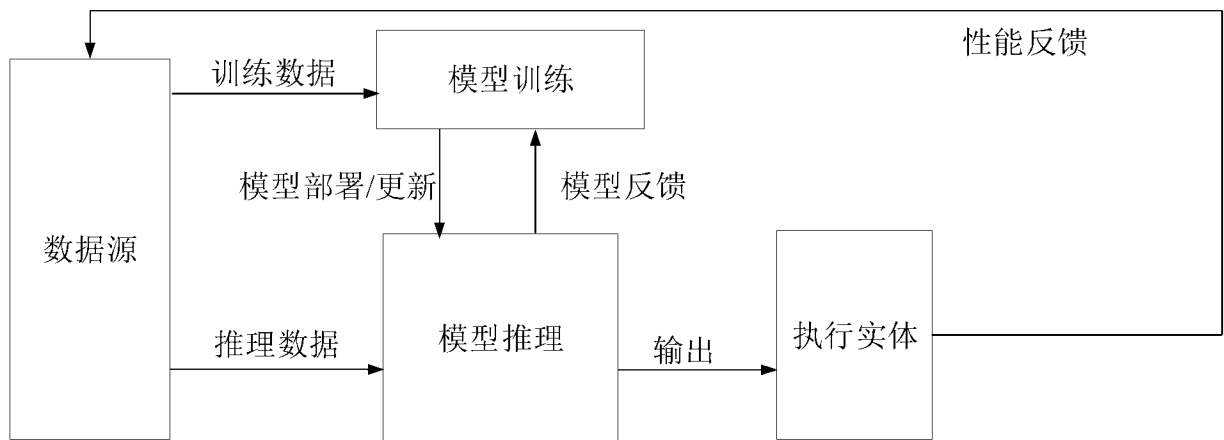 性能反馈
训练数据
模型训练
模型部署/更新
模型反馈
数据源
推理数据
模型推理
输出
执行实体